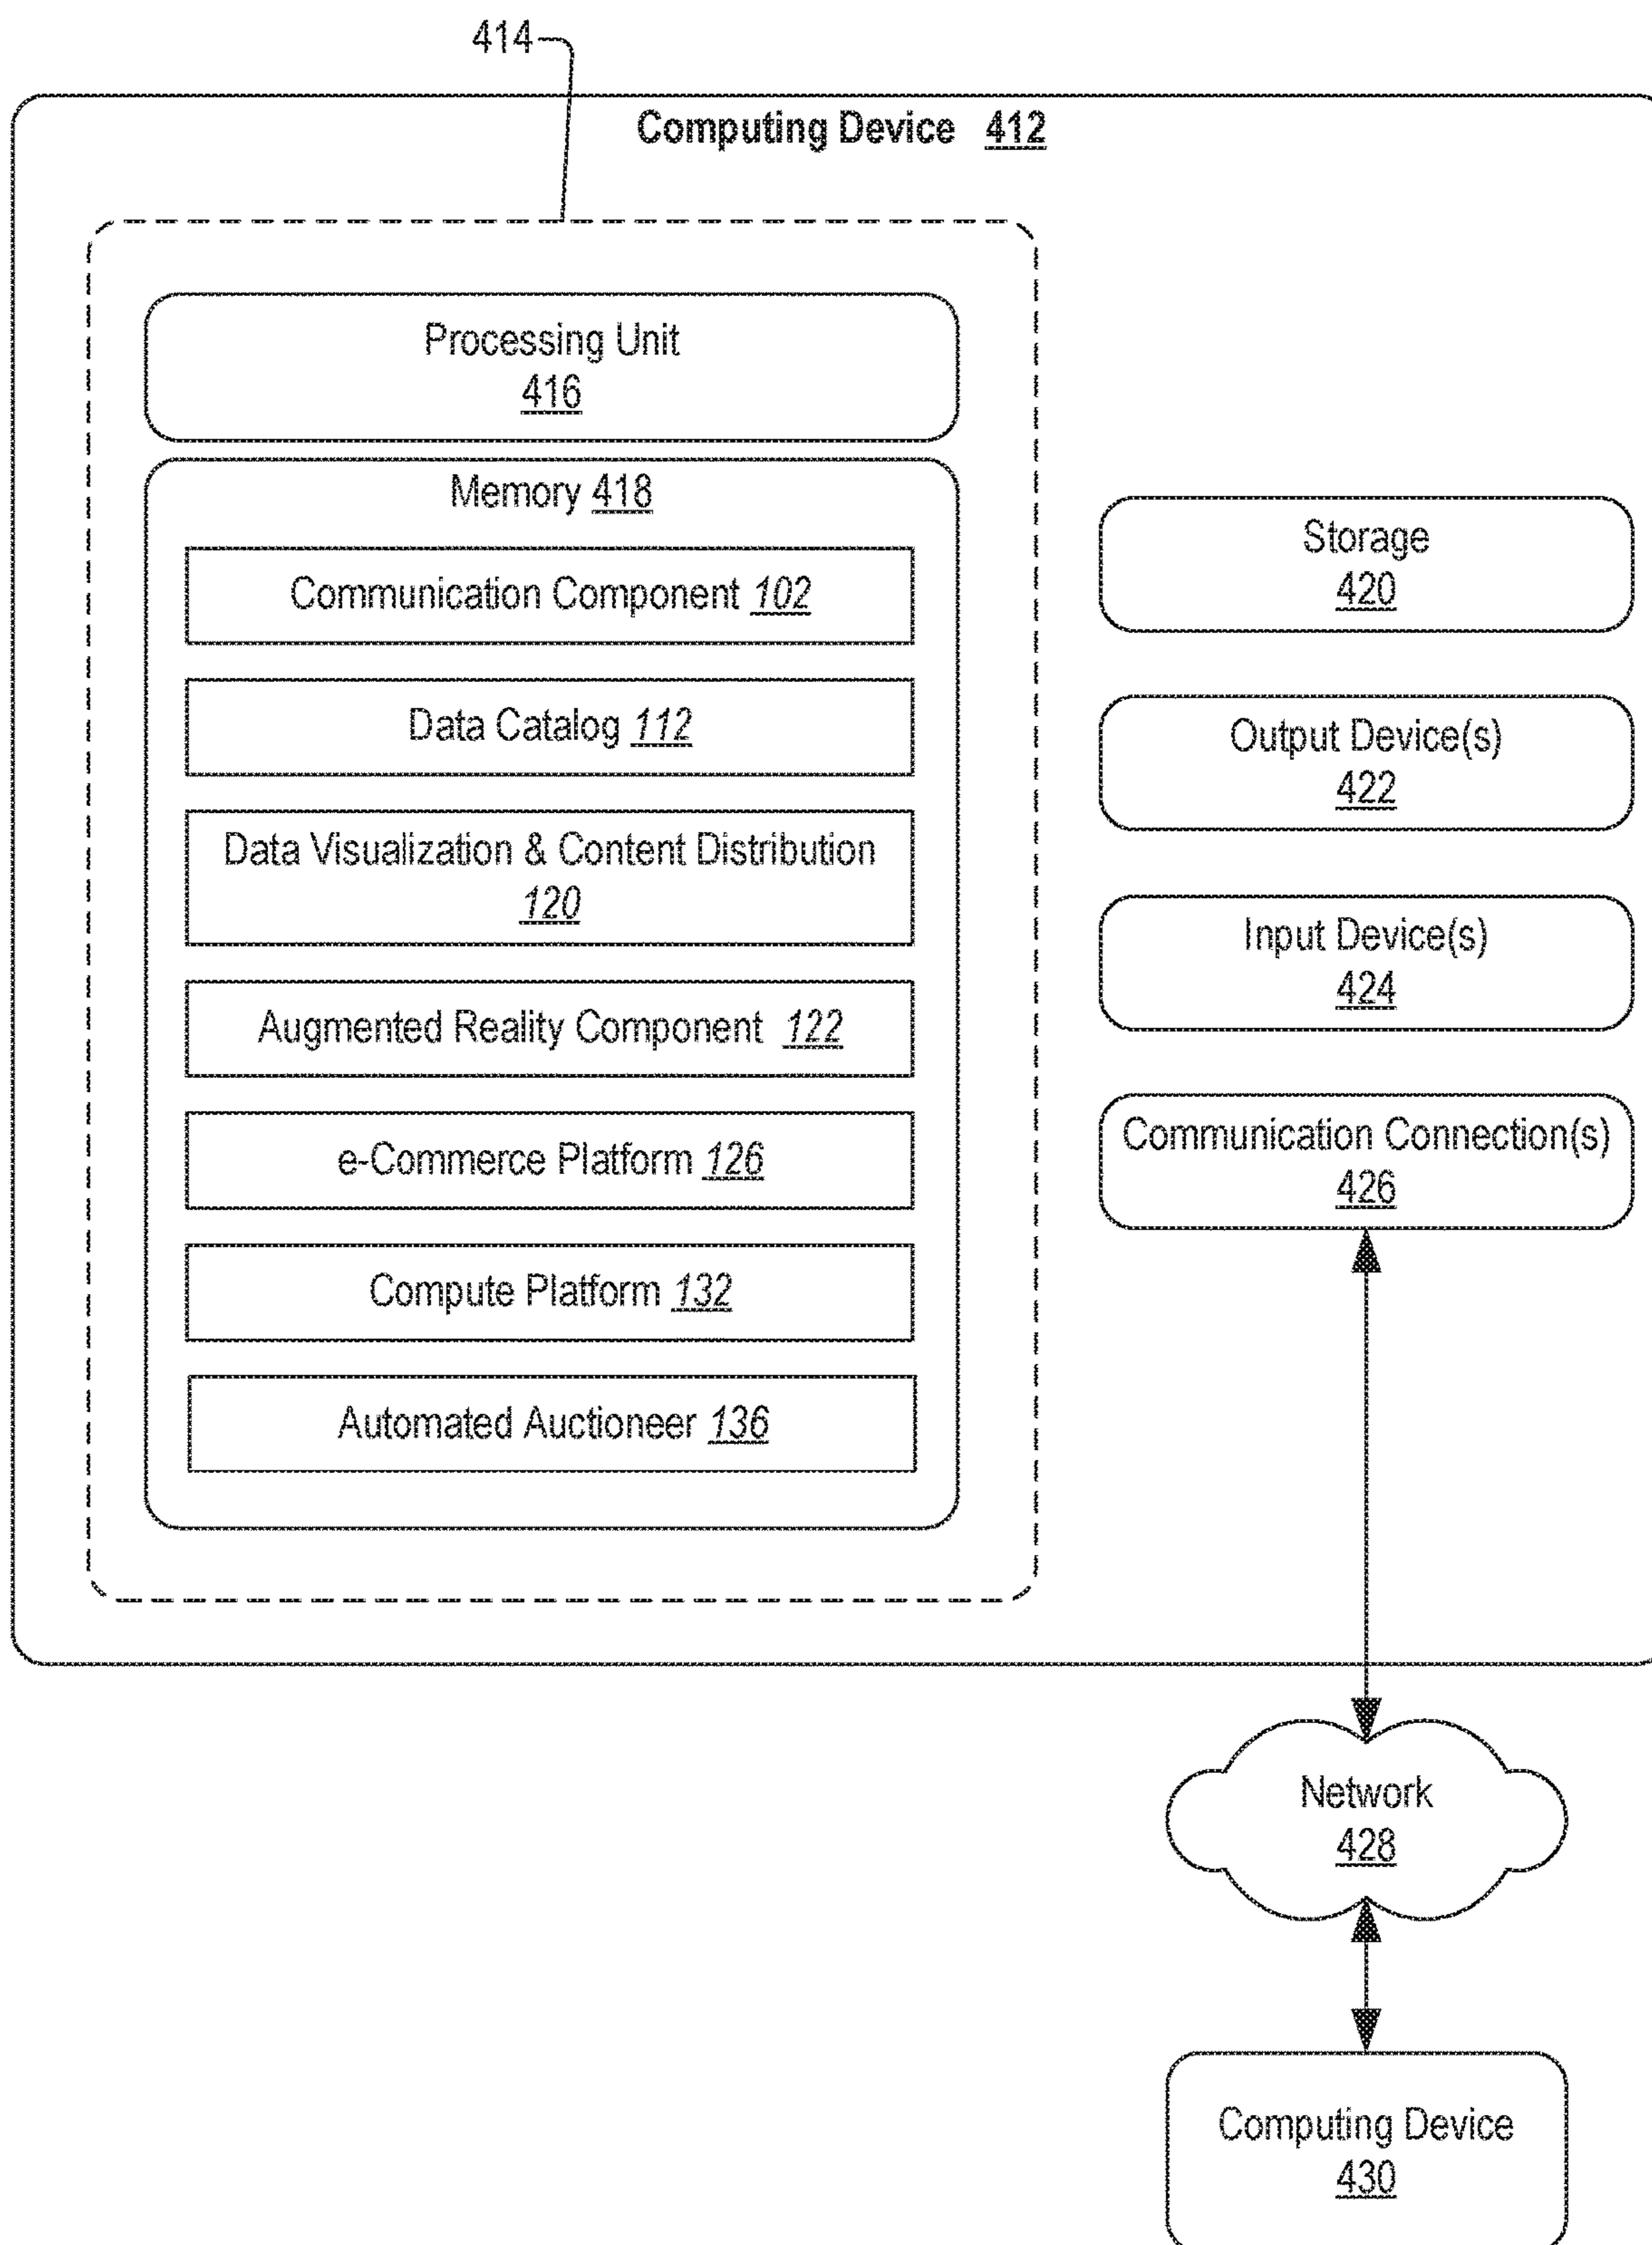 414
Computing Device 412
Processing Unit
416
Memory 418
Communication Component 102
Data Catalog 112
Data Visualization & Content Distribution
120
Augmented Reality Component 122
e-Commerce Platform 126
Compute Platform 132
Automated Auctioneer 136
Storage
420
Output Device(s)
422
Input Device(s)
424
Communication Connection(s)
426
Network
428
Computing Device
430